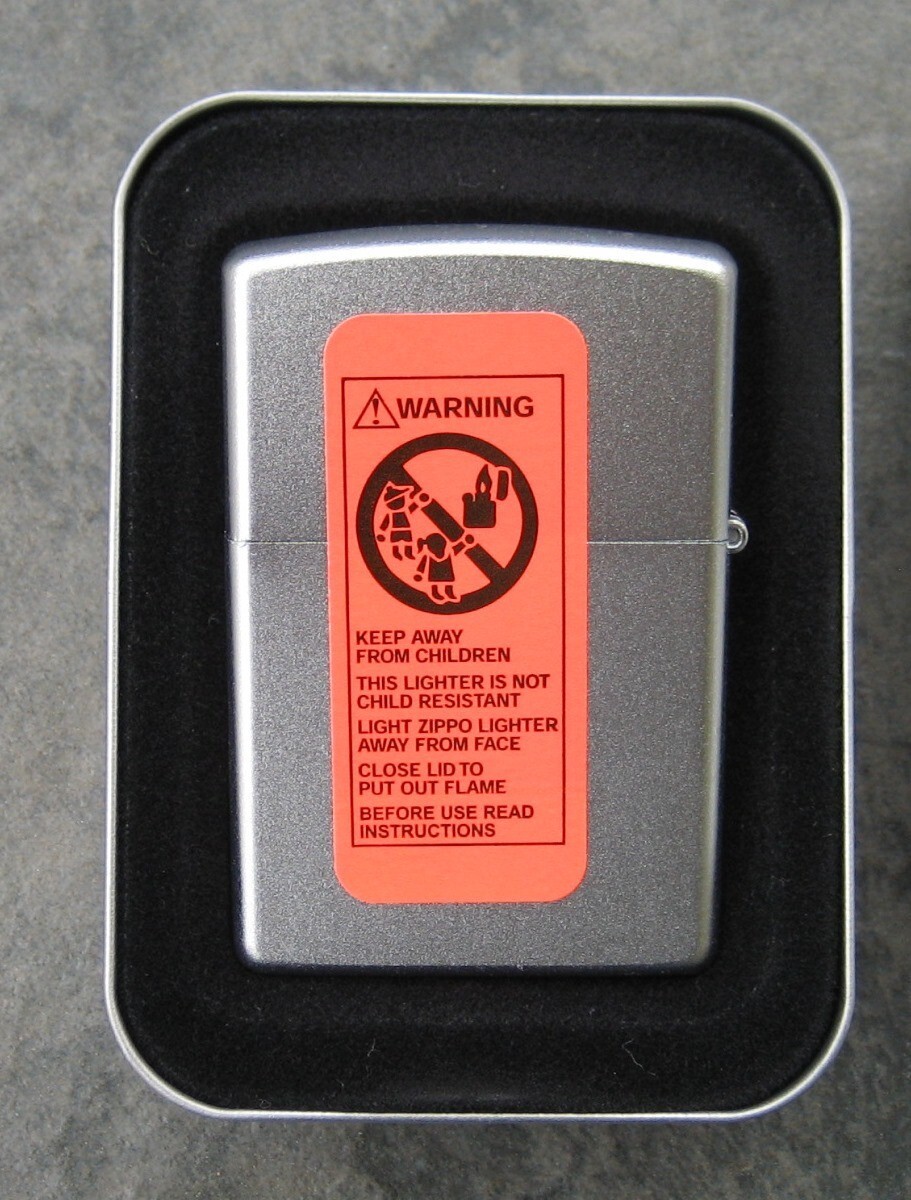 WARNING
KEEP AWAY
FROM CHILDREN
THIS LIGHTER IS NOT
CHILD RESISTANT
LIGHT ZIPPO LIGHTER
AWAY FROM FACE
CLOSE LID TO
PUT OUT FLAME
BEFORE USE READ
INSTRUCTIONS